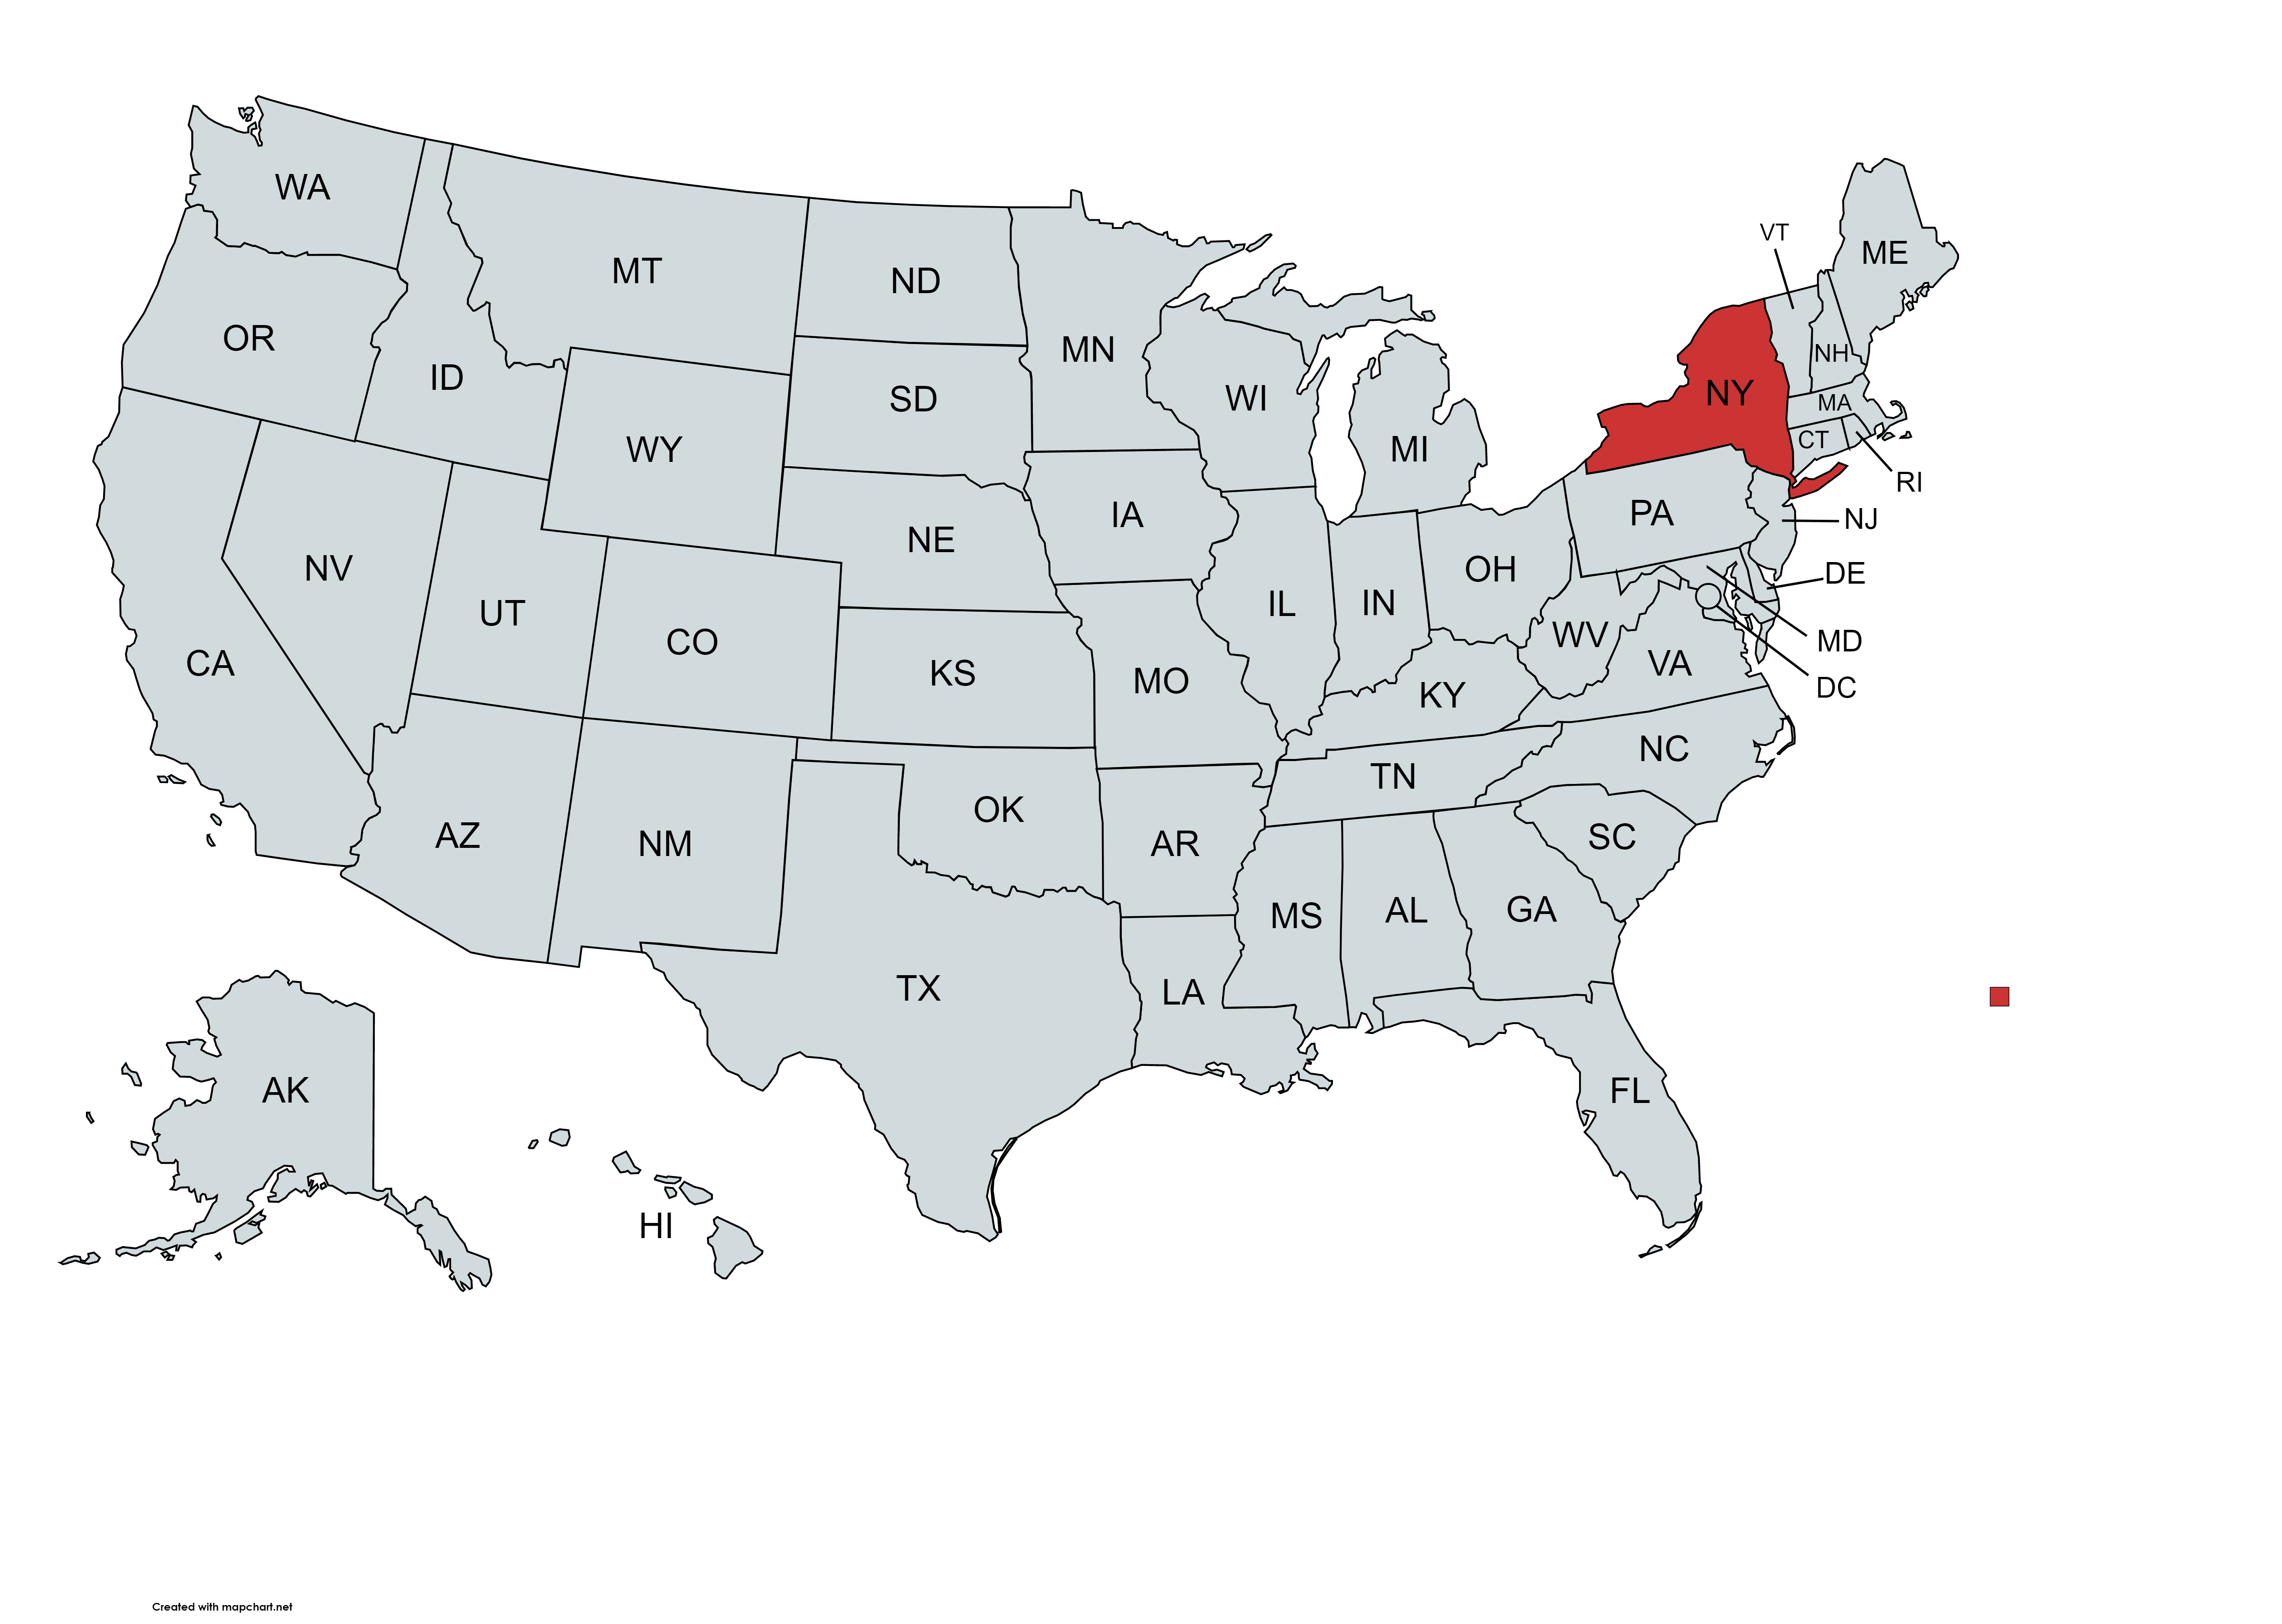 WA
MT
ND
MN
VT
ME
OR
ID
WY
SD
WI
MI
NY
NH
MA
CT
RI
NV
UT
CO
NE
IA
IL
IN
OH
PA
NJ
DE
MD
DC
CA
KS
MO
KY
WV
VA
AZ
NM
OK
AR
TN
NC
SC
TX
LA
MS
AL
GA
FL
AK
HI
Created with mapchart.net